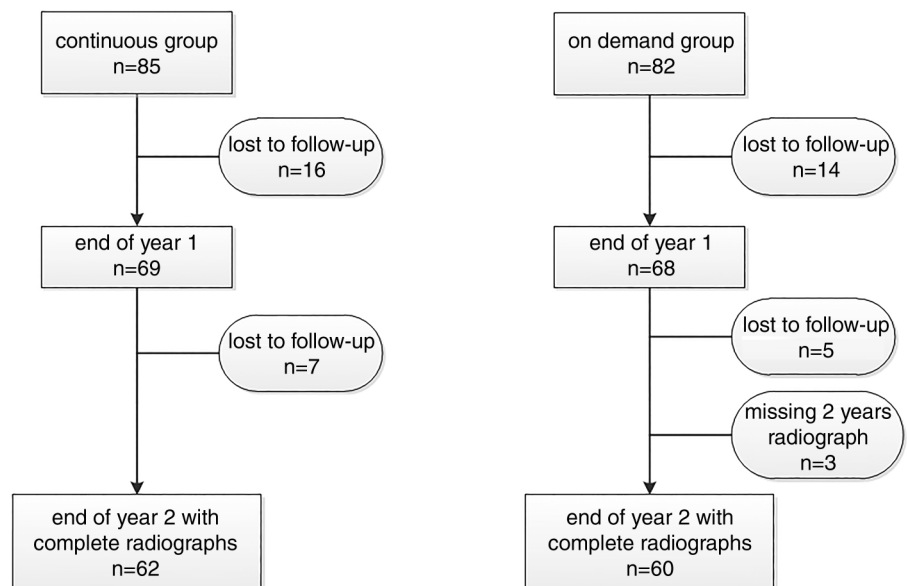 continuous group
n=85
lost to follow-up
n=16
end of year 1
n=69
lost to follow-up
n=7
end of year 2 with
complete radiographs
n=62
on demand group
n=82
lost to follow-up
n=14
end of year 1
n=68
lost to follow-up
n=5
missing 2 years
radiograph
n=3
end of year 2 with
complete radiographs
n=60